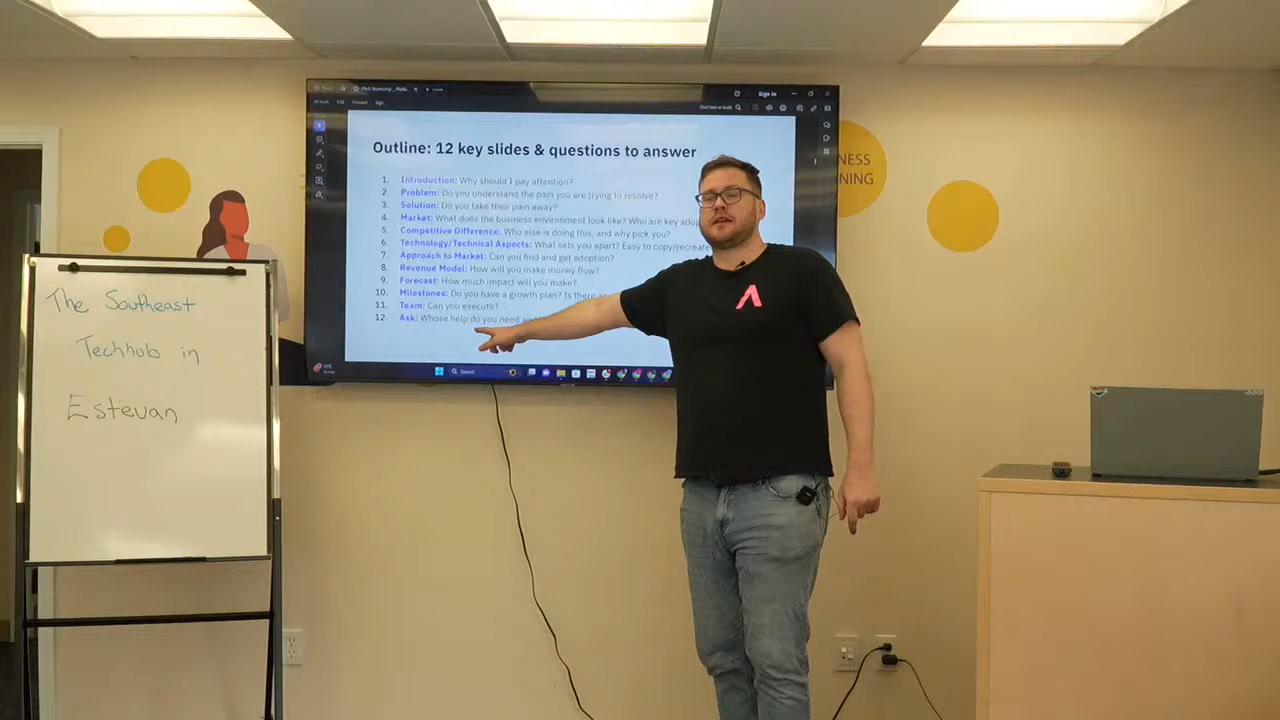 The Southeast
Techhub in
Estevan
Sign in
Outline: 12 key slides & questions to answer
1. Introduction: Why should I pay attention?
2. Problem: Do you understand the pain you are trying to resolve?
3. Solution: Do you take their pain away?
4. Market: What does the business environment look like? Who are key
5. Competitive Difference: Who else is doing this, and why pick you?
6. Technology/Technical Aspects: What sets you apart? Easy to copy/recreate
7. Approach to Market: Can you find and get adoption?
8. Revenue Model: How will you make money flow?
9. Forecast: How much impact will you make?
10. Milestones: Do you have a growth plan? Is there
11. Team: Can you execute?
12. Ask: Whose help do you need
Search